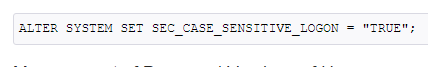 ALTER SYSTEM SET SEC_CASE_SENSITIVE_LOGON = "TRUE";